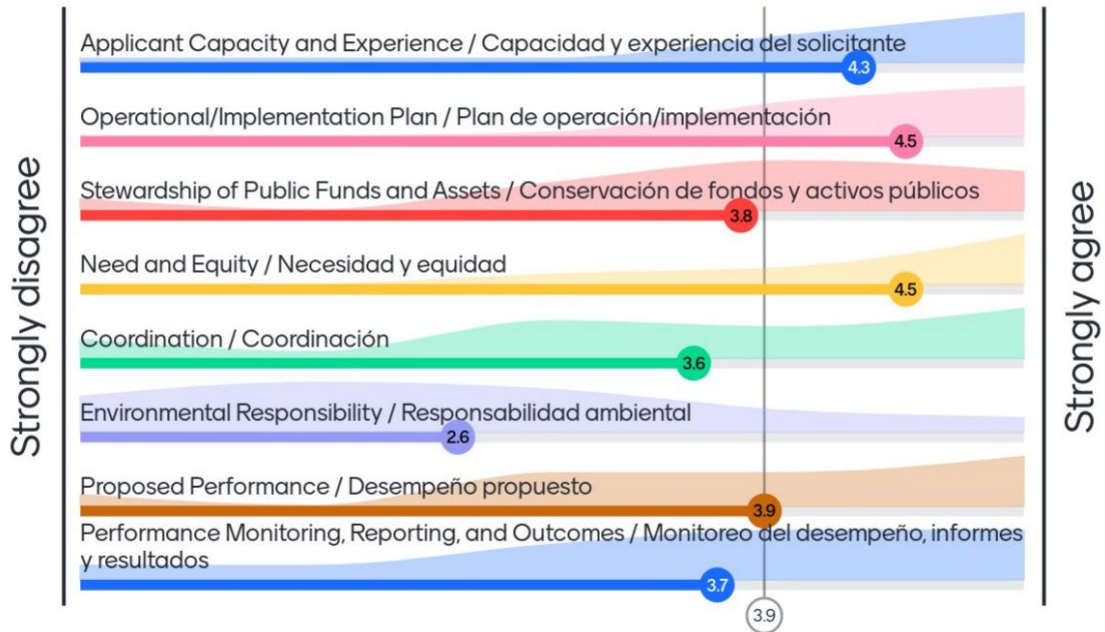 Strongly disagree
Applicant Capacity and Experience / Capacidad y experiencia del solicitante
4.3
Operational/Implementation Plan / Plan de operación/implementación
4.5
Stewardship of Public Funds and Assets / Conservación de fondos y activos públicos
3.8
Need and Equity / Necesidad y equidad
4.5
Coordination / Coordinación
3.6
Environmental Responsibility / Responsabilidad ambiental
2.6
Proposed Performance / Desempeño propuesto
3.9
Performance Monitoring, Reporting, and Outcomes / Monitoreo del desempeño, informes
y resultados
3.7
3.9
Strongly agree